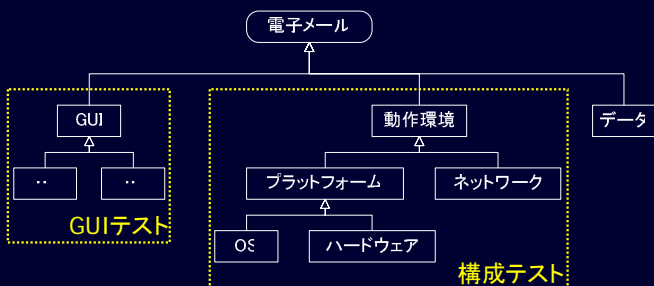 電子メール
GUI
動作環境
データ
‥
‥
プラットフォーム
ネットワーク
GUIテスト
OS
ハードウェア
構成テスト